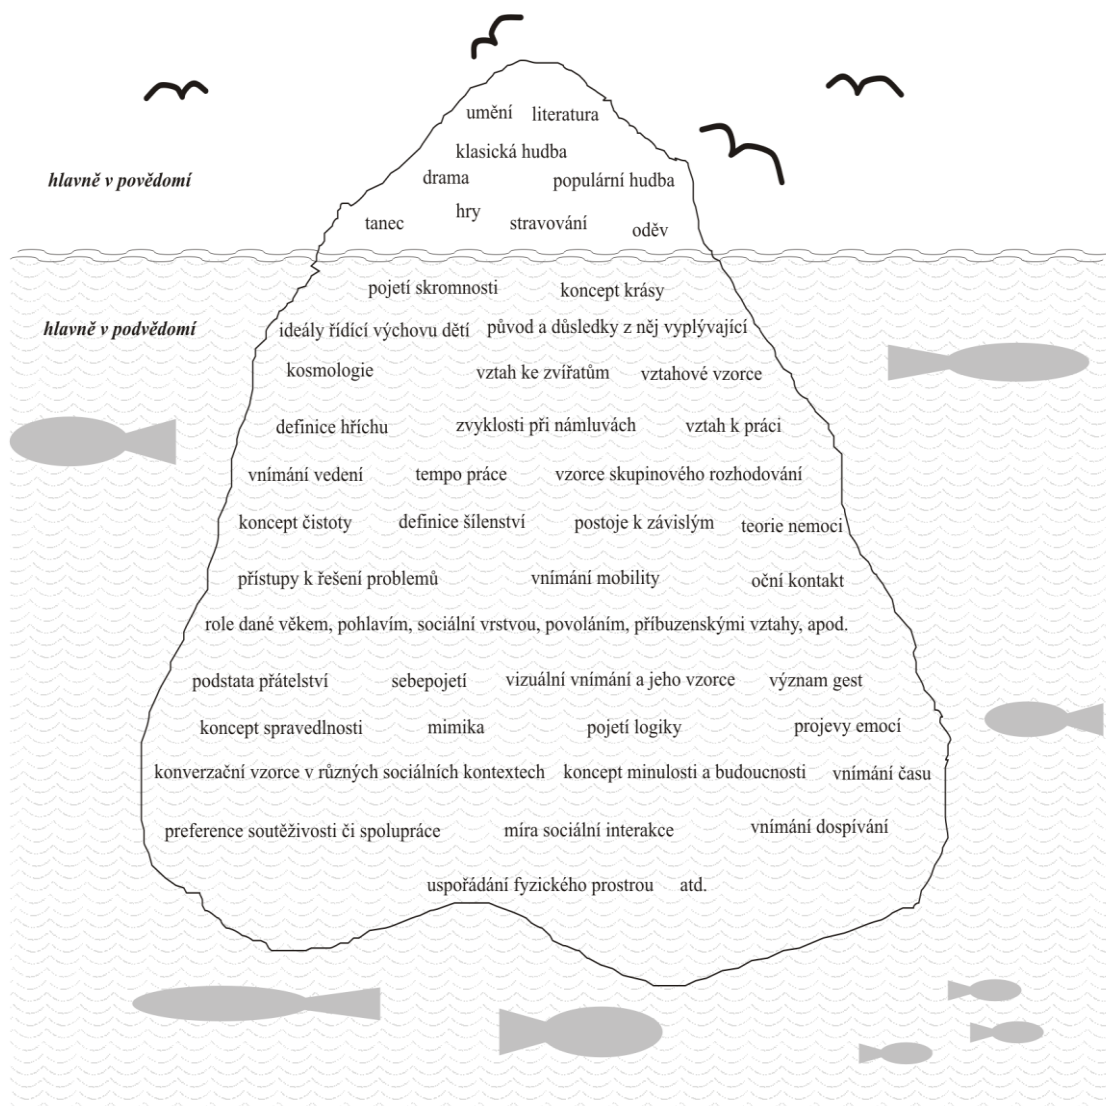 umění literatura
klasická hudba
hlavně v povědomí
drama populární hudba
hry
tanec stravování oděv
pojetí skromnosti koncept krásy
hlavně v podvědomí
ideály řídící výchovu dětí původ a důsledky z něj vyplývající
kosmologie vztah ke zvířatům vztahové vzorce
definice hříchu zvyklosti při námluvách vztah k práci
vnímání vedení tempo práce vzorce skupinového rozhodování
koncept čistoty definice šílenství postoje k závislým teorie nemoci
přístupy k řešení problemů vnímání mobility oční kontakt
role dané věkem, pohlavím, sociální vrstvou, povoláním, příbuzenskými vztahy, apod.
podstata přátelství sebepojetí vizuální vnímání a jeho vzorce význam gest
koncept spravedlnosti mimika pojetí logiky projevy emocí
konverzační vzorce v různých sociálních kontextech koncept minulosti a budoucnosti vnímání času
preference soutěživosti či spolupráce míra sociální interakce vnímání dospívání
uspořádání fyzického prostrou atd.